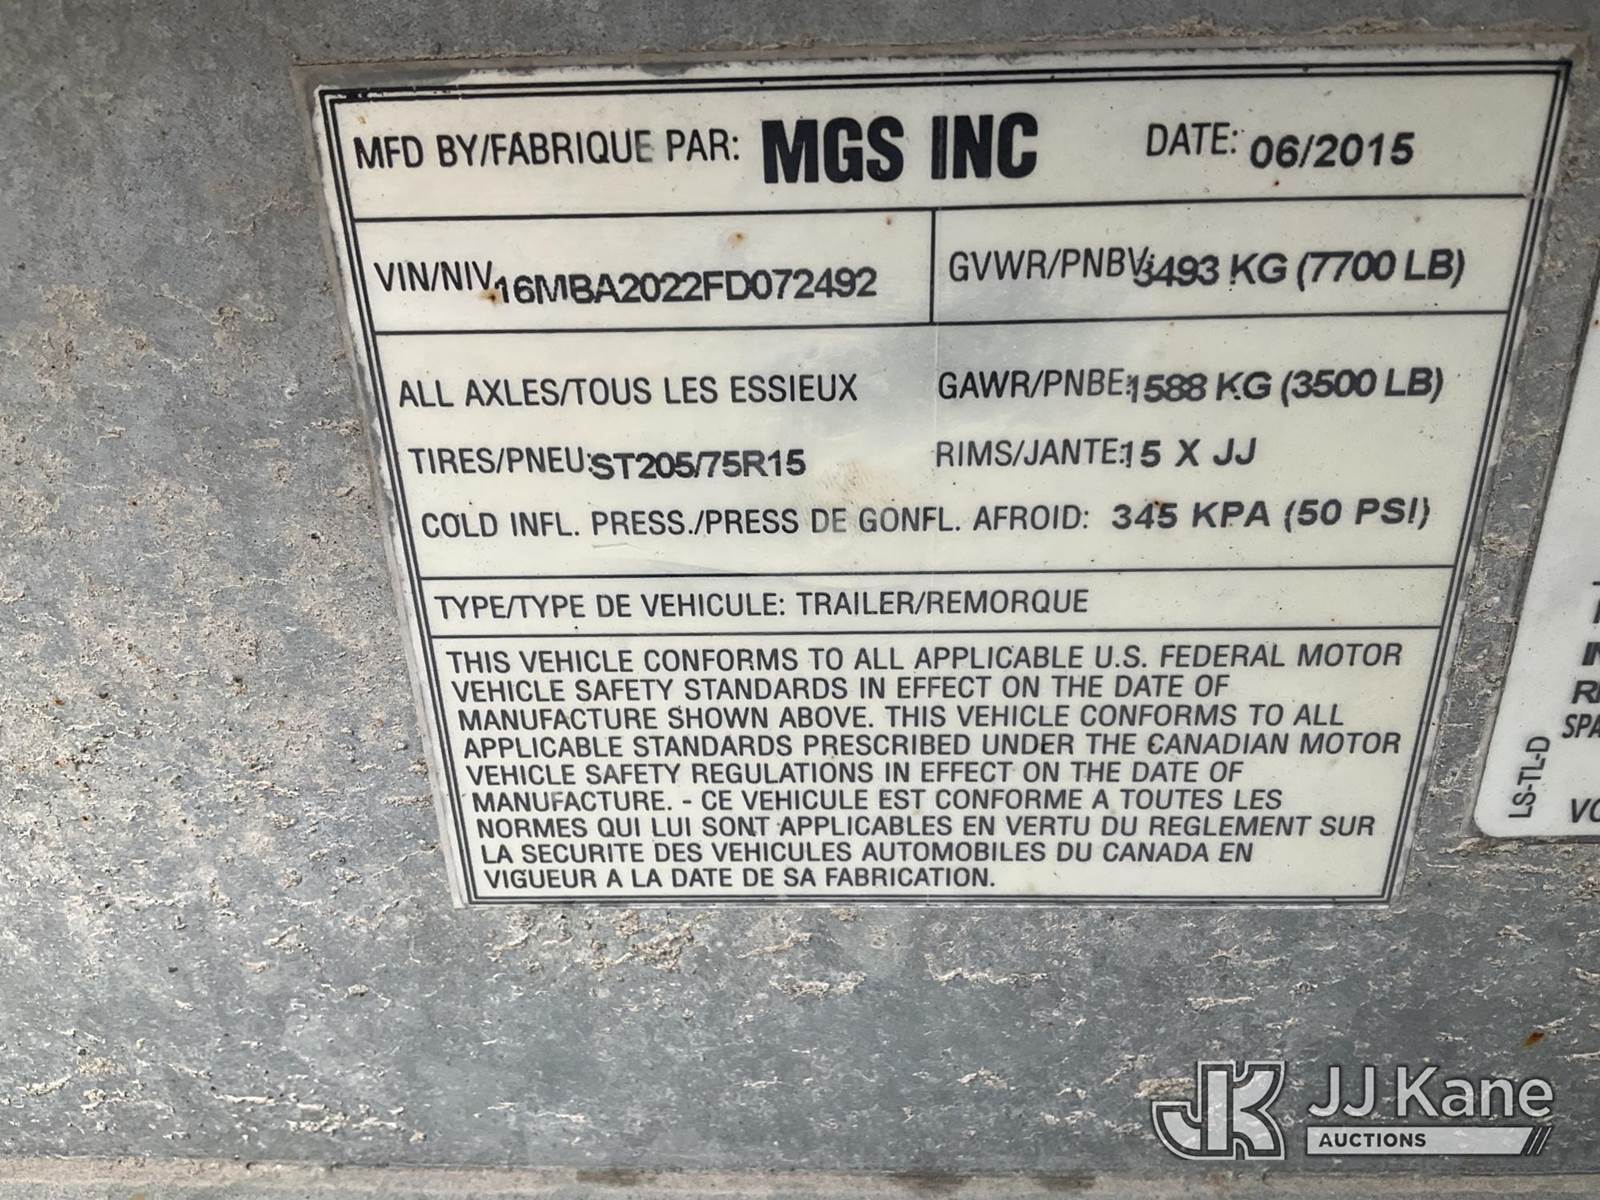 MFD BY/FABRIQUE PAR: MGS INC DATE: 06/2015
VIN/NIV 16MBA2022FD072492 GVWR/PNBV: 3493 KG (7700 LB)
ALL AXLES/TOUS LES ESSIEUX GAWR/PNBE: 1588 KG (3500 LB)
TIRES/PNEU: ST205/75R15 RIMS/JANTE: 15 X JJ
COLD INFL. PRESS./PRESS DE GONFL. AFROID: 345 KPA (50 PSI)
TYPE/TYPE DE VEHICULE: TRAILER/REMORQUE
THIS VEHICLE CONFORMS TO ALL APPLICABLE U.S. FEDERAL MOTOR
VEHICLE SAFETY STANDARDS IN EFFECT ON THE DATE OF
MANUFACTURE SHOWN ABOVE. THIS VEHICLE CONFORMS TO ALL
APPLICABLE STANDARDS PRESCRIBED UNDER THE CANADIAN MOTOR
VEHICLE SAFETY REGULATIONS IN EFFECT ON THE DATE OF
MANUFACTURE. - CE VEHICULE EST CONFORME A TOUTES LES
NORMES QUI LUI SONT APPLICABLES EN VERTU DU REGLEMENT SUR
LA SECURITE DES VEHICULES AUTOMOBILES DU CANADA EN
VIGUEUR A LA DATE DE SA FABRICATION.
LS-TL-D
JK JJ Kane
AUCTIONS